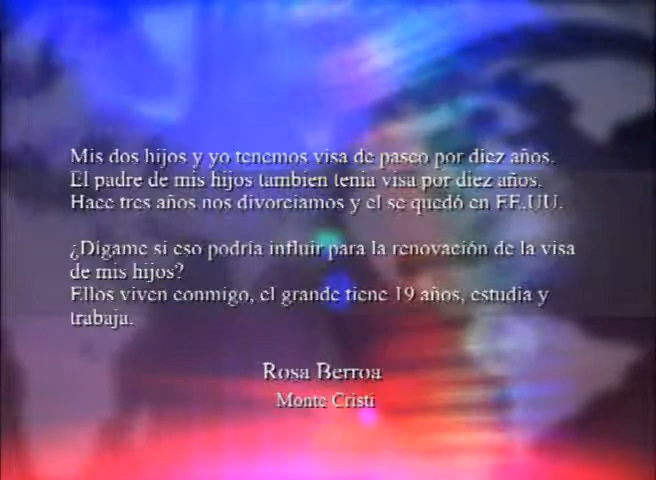 Mis dos hijos y yo tenemos visa de paseo por diez años.
El padre de mis hijos tambien tenia visa por diez años.
Hace tres años nos divorciamos y el se quedó en EE.UU.
¿Digame si eso podría influir para la renovación de la visa
de mis hijos?
Ellos viven conmigo, el grande tiene 19 años, estudia y
trabaja.
Rosa Berroa
Monte Cristi